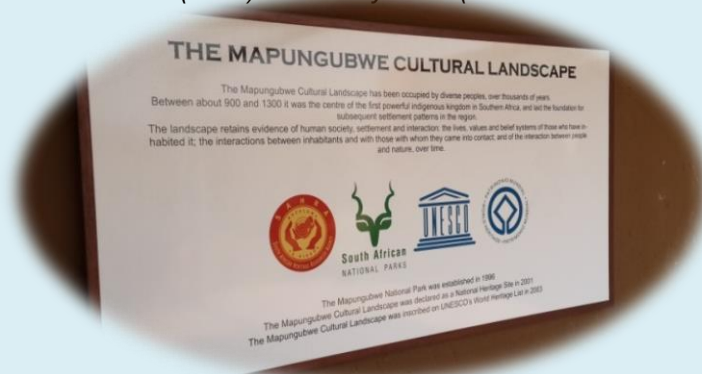 THE MAPUNGUBWE CULTURAL LANDSCAPE
The Mapungubwe Cultural Landscape has been occupied by diverse peoples, over thousands of years.
Between about 900 and 1300 it was the centre of the first powerful indigenous kingdom in Southern Africa, and laid the foundation for
subsequent settlement patterns in the region.
The landscape retains evidence of human society, settlement and interaction: the lives, values and belief systems of those who have in-
habited it; the interactions between inhabitants and with those with whom they came into contact; and of the interaction between people
and nature, over time.
SAHRA
South African
NATIONAL PARKS
UNESCO
The Mapungubwe National Park was established in 1996
The Mapungubwe Cultural Landscape was declared as a National Heritage Site in 2001
The Mapungubwe Cultural Landscape was inscribed on UNESCO's World Heritage List in 2003